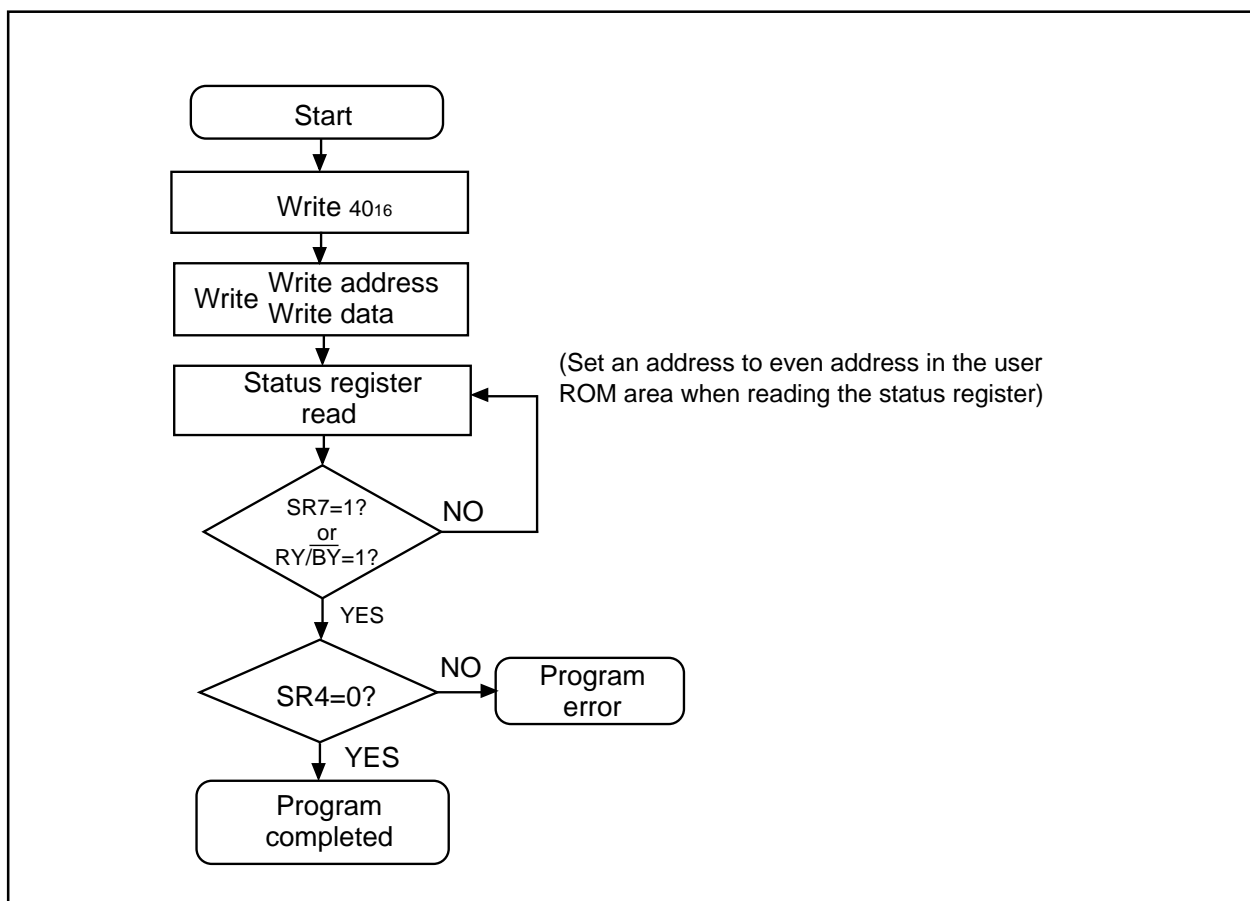 Start
Write 4016
Write
Write address
Write data
Status register
read
(Set an address to even address in the user
ROM area when reading the status register)
SR7=1?
or
RY/B̅Y̅=1?
NO
YES
SR4=0?
NO
Program
error
YES
Program
completed